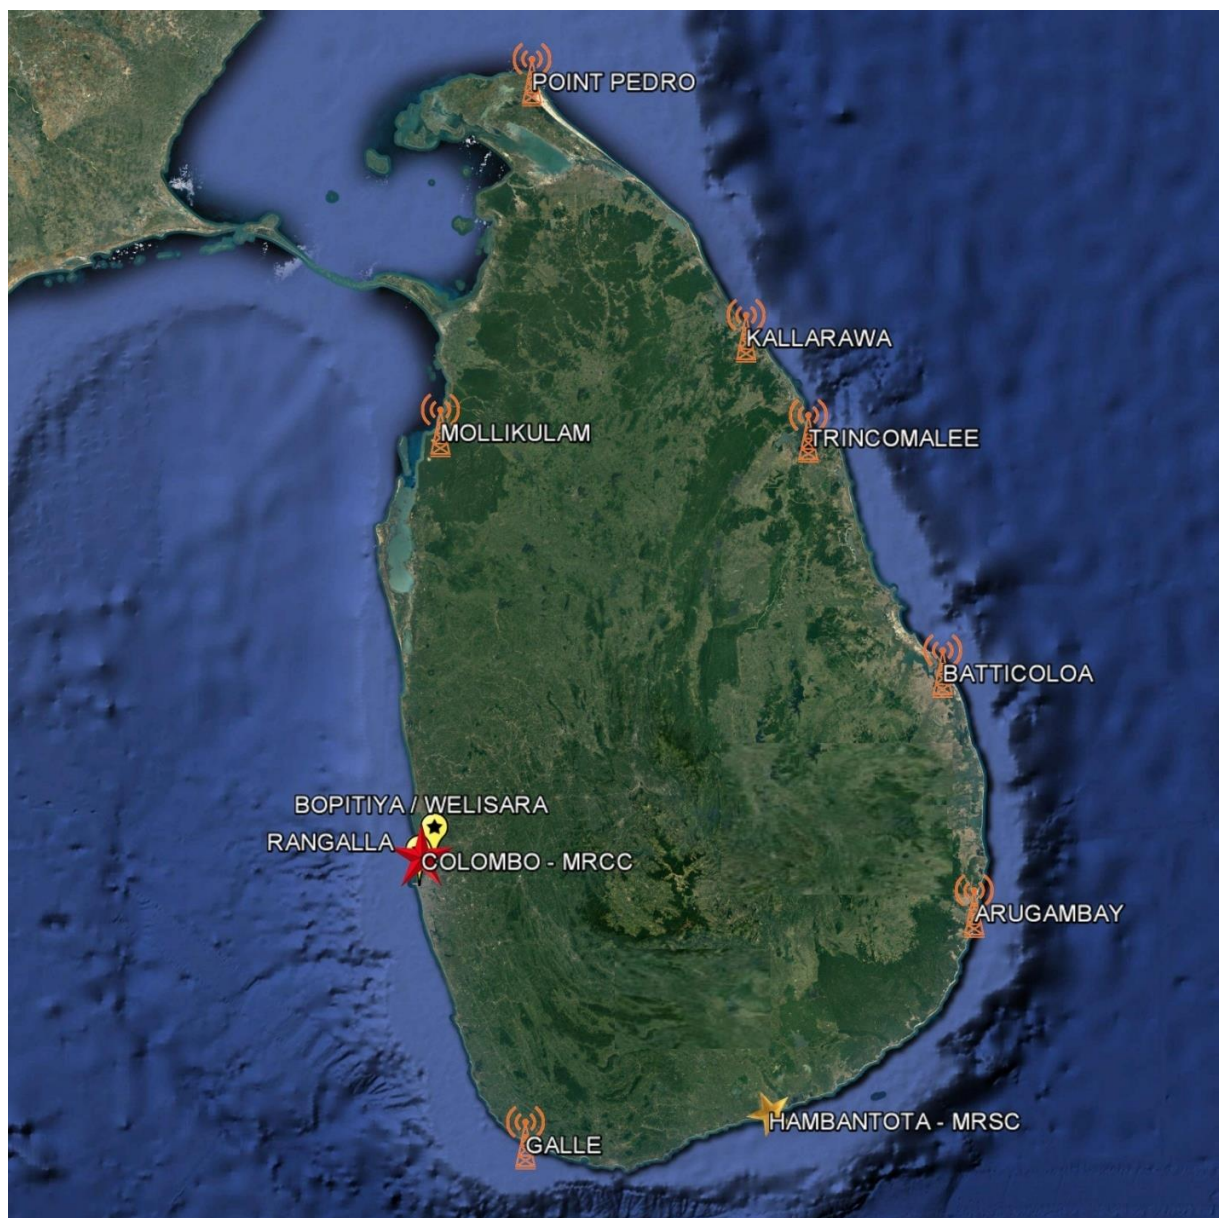 POINT PEDRO
KALLARAWA
MOLLIKULAM
TRINCOMALEE
BATTICOLOA
BOPITIYA / WELISARA
RANGALLA
COLOMBO - MRCC
ARUGAMBAY
HAMBANTOTA - MRSC
GALLE